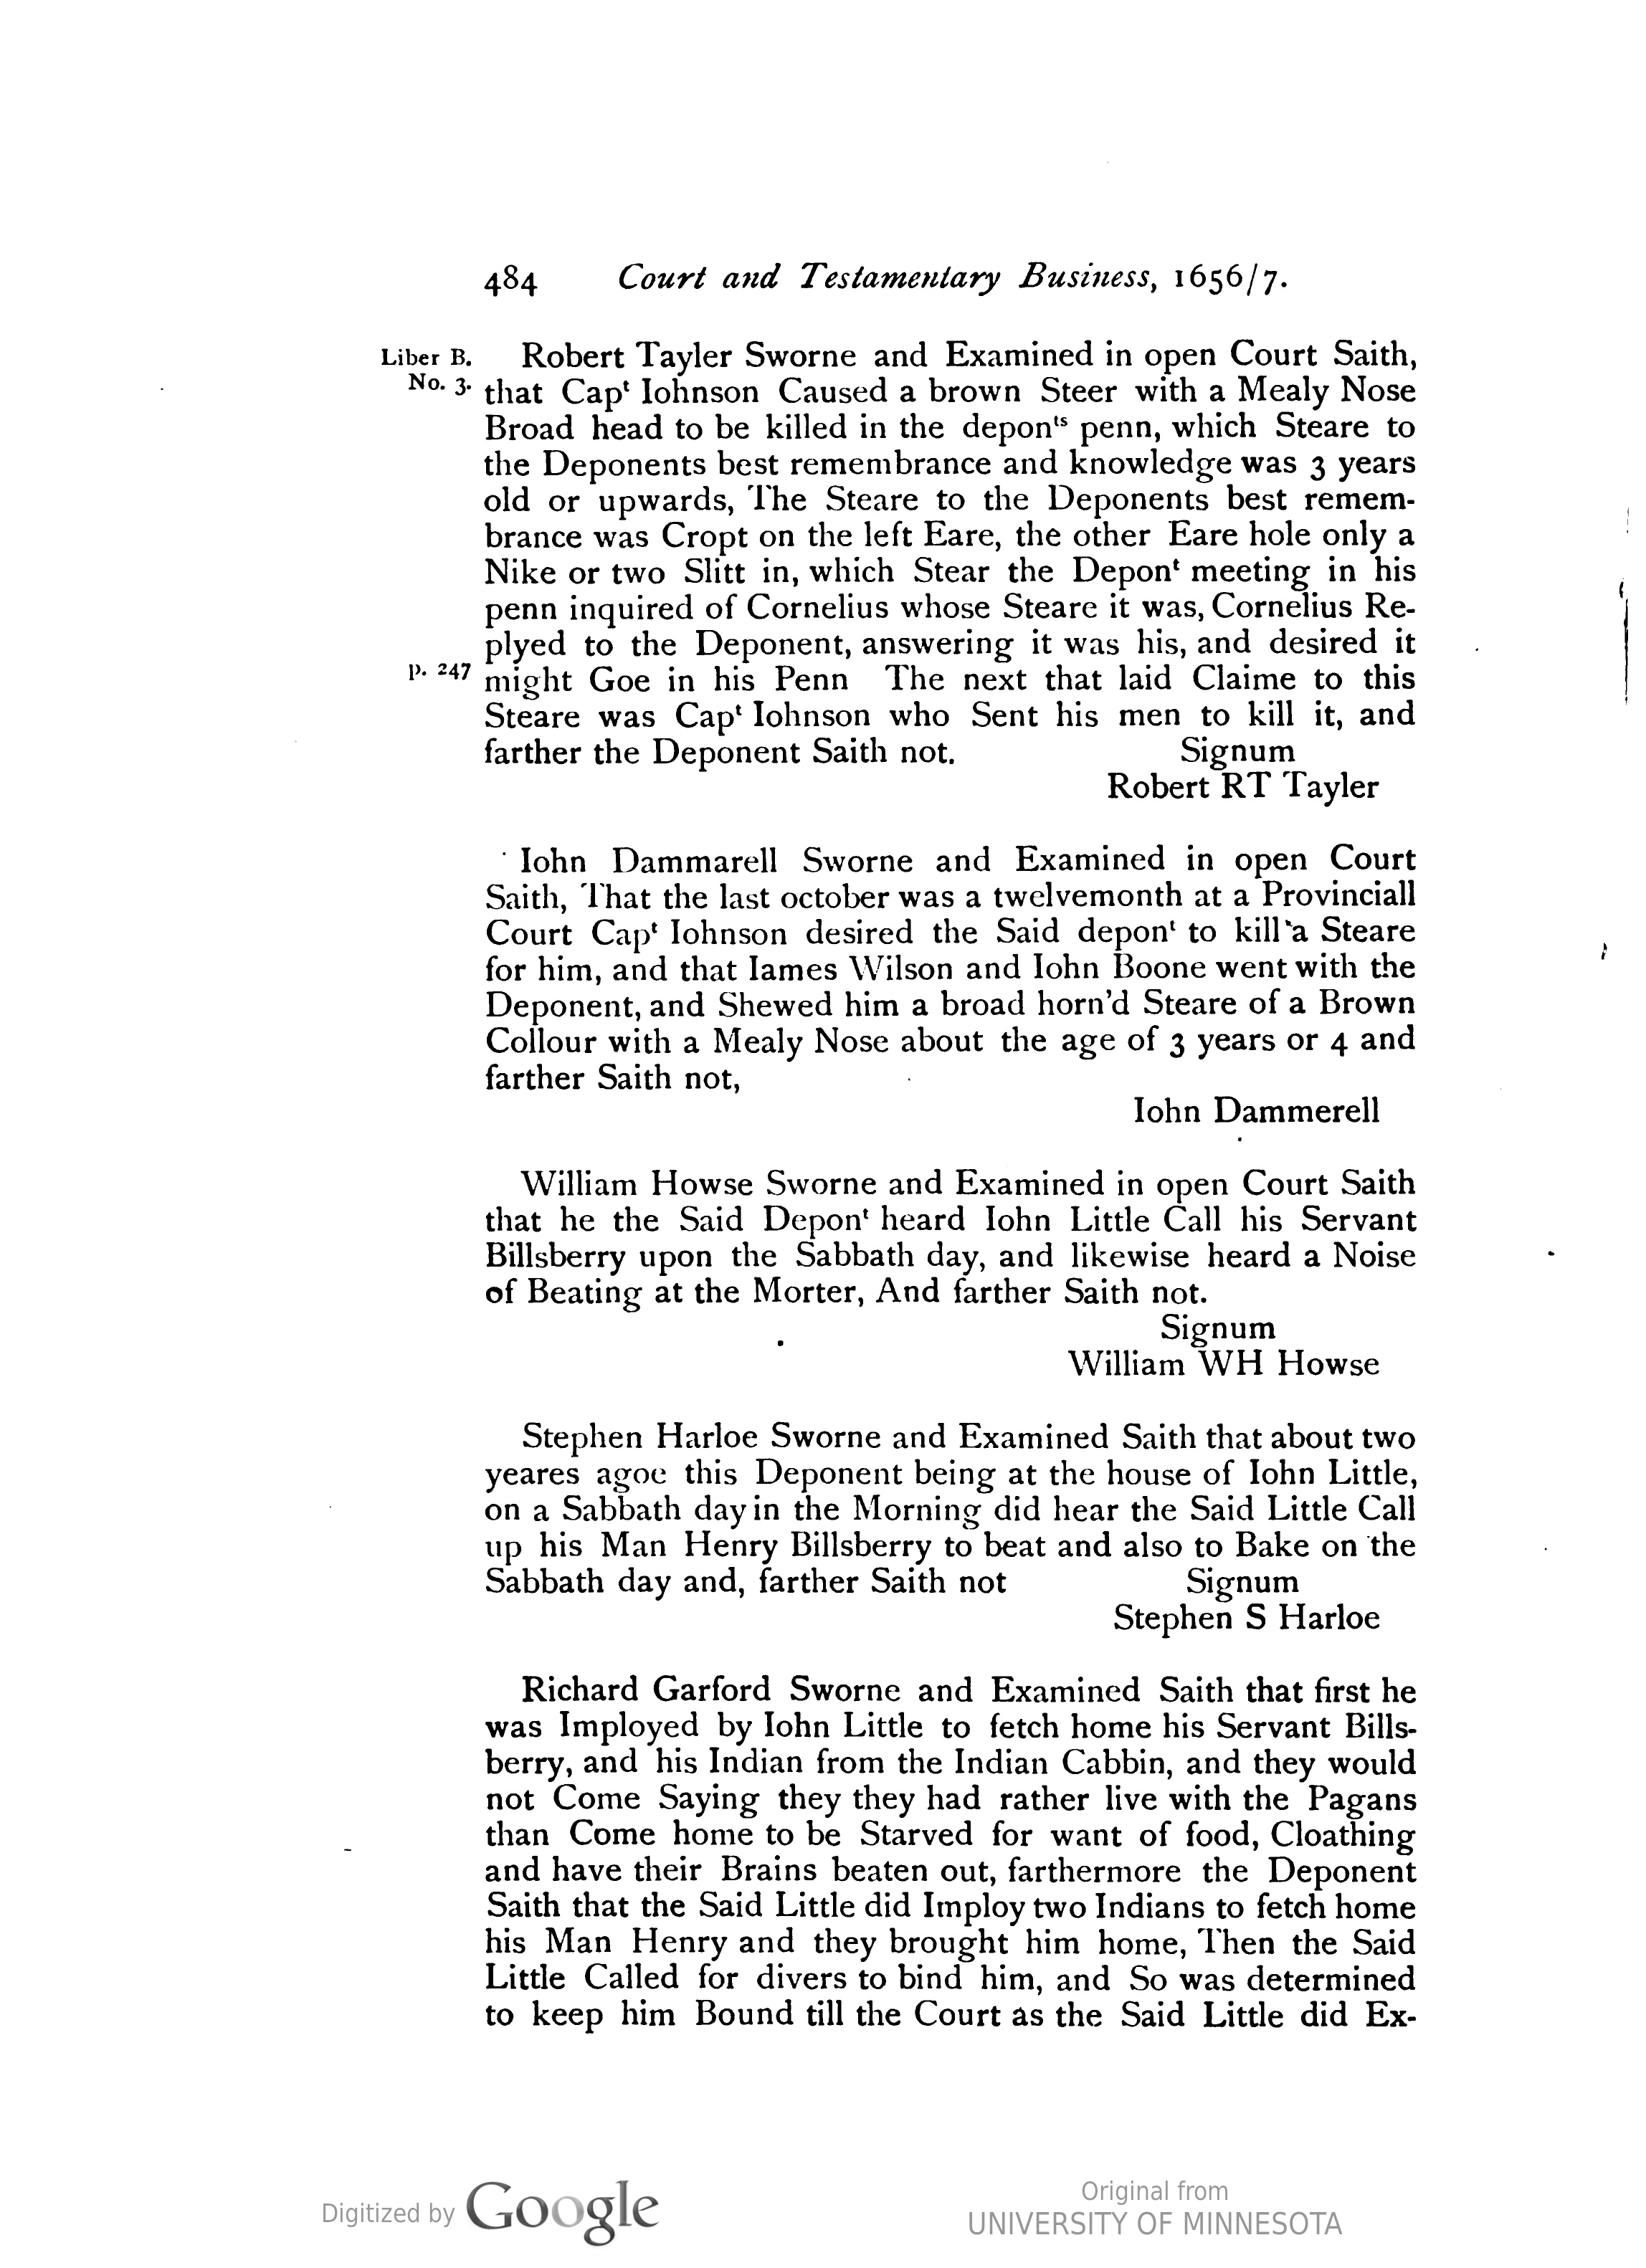 484 Court and Testamentary Business, 1656/7.
Liber B. Robert Tayler Sworne and Examined in open Court Saith,
No. 3. that Capᵗ Iohnson Caused a brown Steer with a Mealy Nose
Broad head to be killed in the deponᵗˢ penn, which Steare to
the Deponents best remembrance and knowledge was 3 years
old or upwards, The Steare to the Deponents best remem-
brance was Cropt on the left Eare, the other Eare hole only a
Nike or two Slitt in, which Stear the Deponᵗ meeting in his
penn inquired of Cornelius whose Steare it was, Cornelius Re-
plyed to the Deponent, answering it was his, and desired it
p. 247 might Goe in his Penn The next that laid Claime to this
Steare was Capᵗ Iohnson who Sent his men to kill it, and
farther the Deponent Saith not. Signum
Robert RT Tayler
Iohn Dammarell Sworne and Examined in open Court
Saith, That the last october was a twelvemonth at a Provinciall
Court Capᵗ Iohnson desired the Said deponᵗ to kill a Steare
for him, and that Iames Wilson and Iohn Boone went with the
Deponent, and Shewed him a broad horn'd Steare of a Brown
Collour with a Mealy Nose about the age of 3 years or 4 and
farther Saith not,
Iohn Dammerell
William Howse Sworne and Examined in open Court Saith
that he the Said Deponᵗ heard Iohn Little Call his Servant
Billsberry upon the Sabbath day, and likewise heard a Noise
of Beating at the Morter, And farther Saith not.
Signum
William WH Howse
Stephen Harloe Sworne and Examined Saith that about two
yeares agoe this Deponent being at the house of Iohn Little,
on a Sabbath day in the Morning did hear the Said Little Call
up his Man Henry Billsberry to beat and also to Bake on the
Sabbath day and, farther Saith not Signum
Stephen S Harloe
Richard Garford Sworne and Examined Saith that first he
was Imployed by Iohn Little to fetch home his Servant Bills-
berry, and his Indian from the Indian Cabbin, and they would
not Come Saying they they had rather live with the Pagans
than Come home to be Starved for want of food, Cloathing
and have their Brains beaten out, farthermore the Deponent
Saith that the Said Little did Imploy two Indians to fetch home
his Man Henry and they brought him home, Then the Said
Little Called for divers to bind him, and So was determined
to keep him Bound till the Court as the Said Little did Ex-
Digitized by Google
Original from
UNIVERSITY OF MINNESOTA